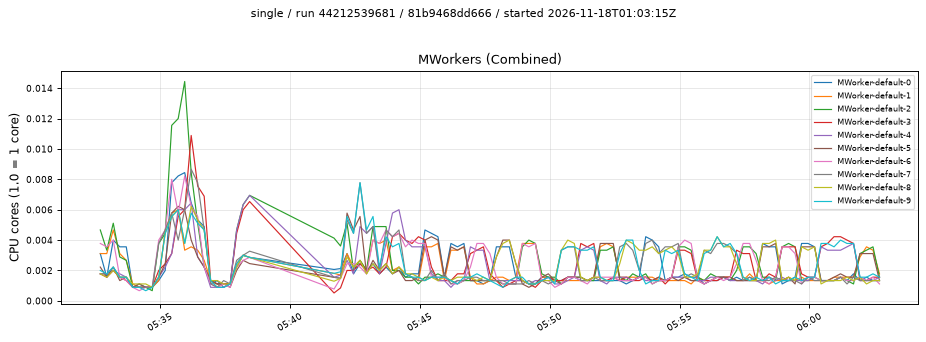 single / run 44212539681 / 81b9468dd666 / started 2026-11-18T01:03:15Z
MWorkers (Combined)
CPU cores (1.0 = 1 core)
0.014
0.012
0.010
0.008
0.006
0.004
0.002
0.000
05:35
05:40
05:45
05:50
05:55
06:00
MWorker-default-0
MWorker-default-1
MWorker-default-2
MWorker-default-3
MWorker-default-4
MWorker-default-5
MWorker-default-6
MWorker-default-7
MWorker-default-8
MWorker-default-9